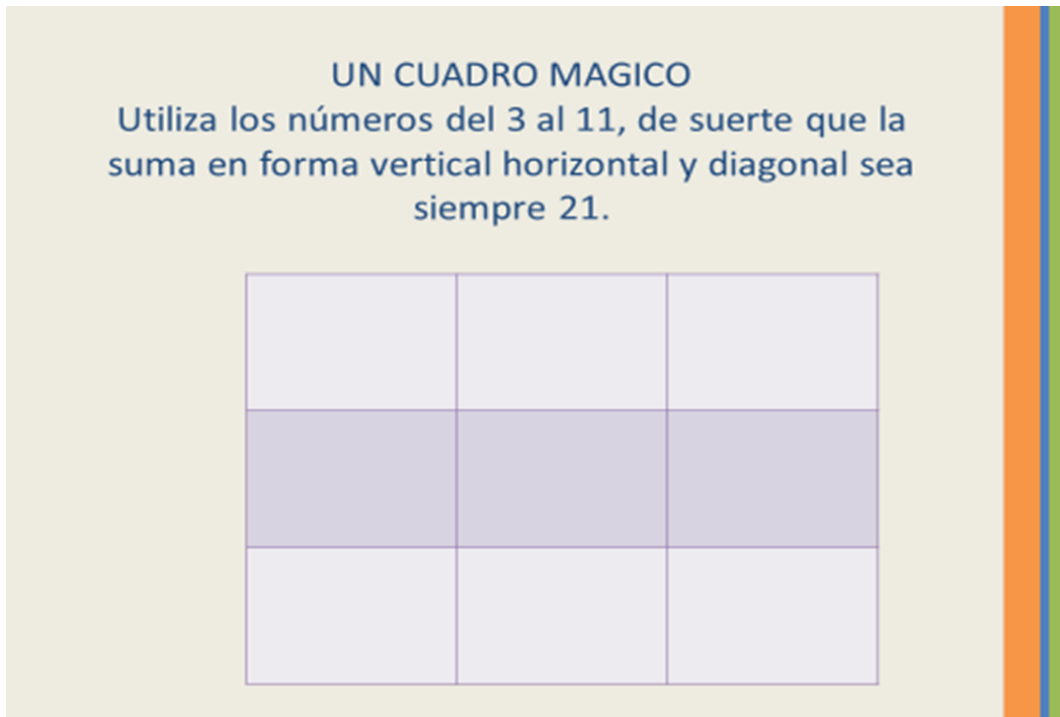 UN CUADRO MAGICO
Utiliza los números del 3 al 11, de suerte que la
suma en forma vertical horizontal y diagonal sea
siempre 21.